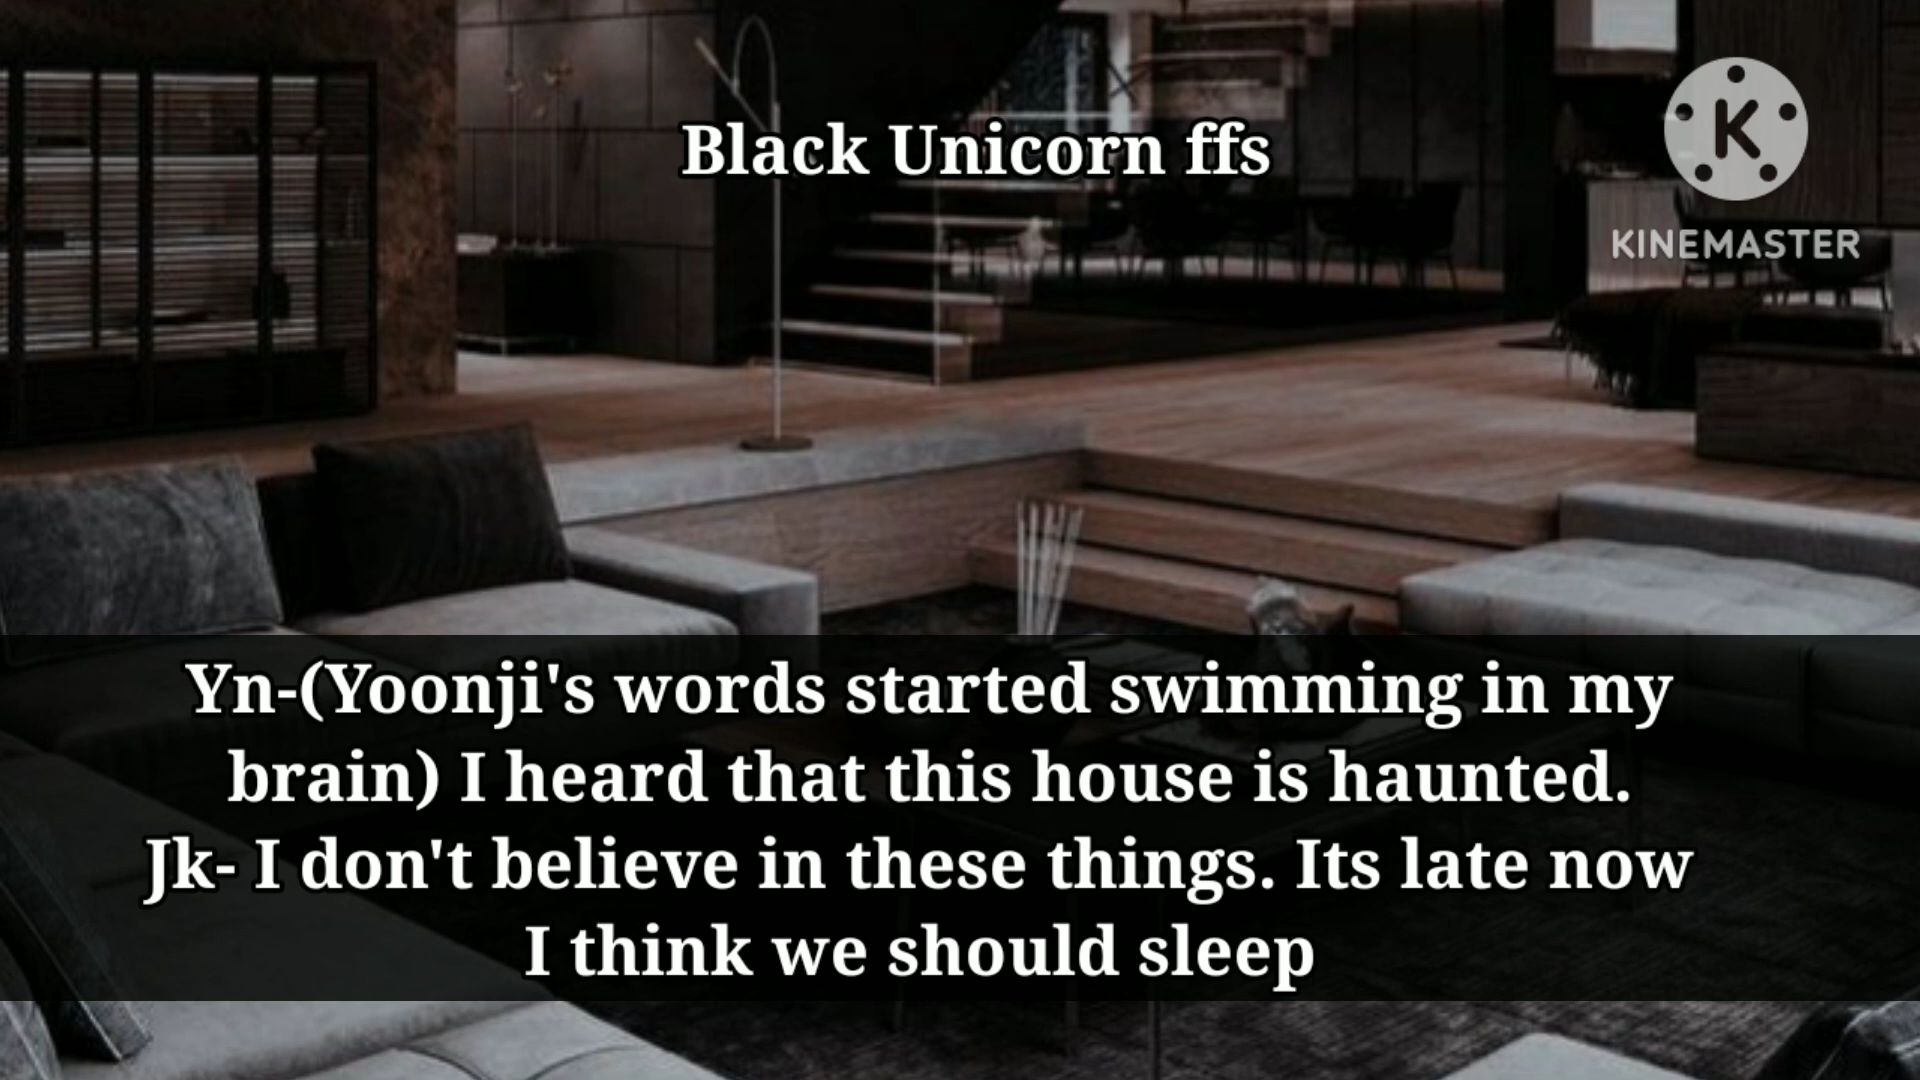 Black Unicorn ffs
K
KINEMASTER
Yn-(Yoonji's words started swimming in my
brain) I heard that this house is haunted.
Jk- I don't believe in these things. Its late now
I think we should sleep